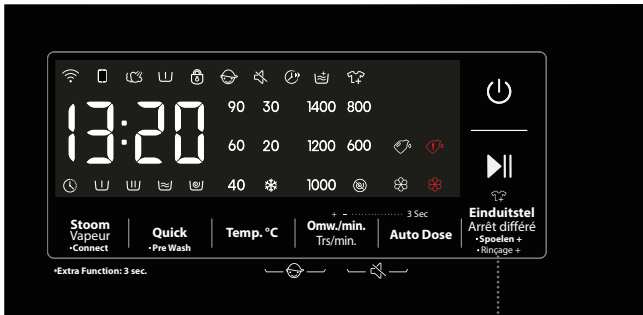 90 30 1400 800
13:20
60 20 1200 600
40 1000
+ - 3 Sec
Stoom
Vapeur
•Connect
Quick
•Pre Wash
Temp. °C
Omw./min.
Trs/min.
Auto Dose
Einduitstel
Arrêt différé
•Spoelen +
•Rinçage +
*Extra Function: 3 sec.